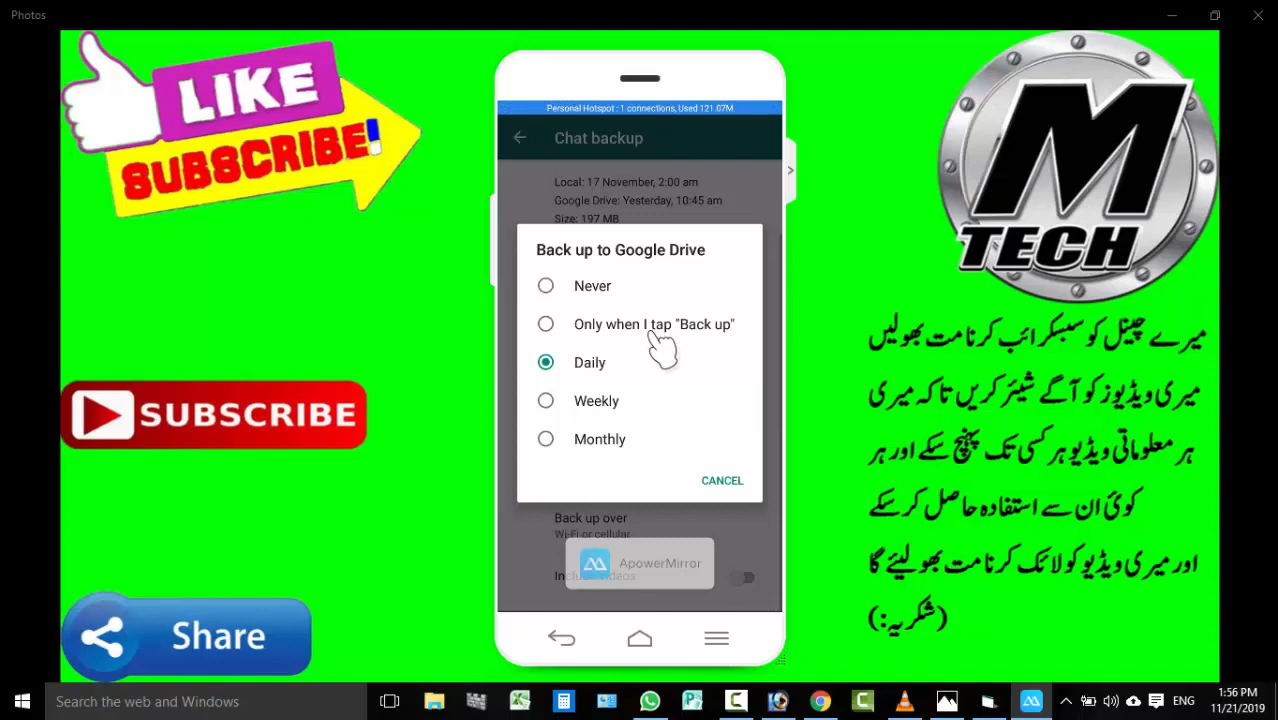 Photos
LIKE
SUBSCRIBE!
SUBSCRIBE
Share
Personal Hotspot : 1 connections, Used 121.07M
Chat backup
Local: 17 November, 2:00 am
Google Drive: Yesterday, 10:45 am
Size: 197 MB
Back up to Google Drive
Never
Only when I tap "Back up"
Daily
Weekly
Monthly
CANCEL
Back up over
Wi-Fi or cellular
ApowerMirror
Include videos
M
TECH
میرے چینل کو سبسکرائب کرنا مت بھولیں
میری ویڈیوز کو آگے شیئر کریں تاکہ میری
ہر معلوماتی ویڈیو ہر کسی تک پہنچ سکے اور ہر
کوئ ان سے استفادہ حاصل کر سکے
اور میری ویڈیو کو لائک کرنا مت بھولیئے گا
(شکریہ:)
Search the web and Windows
ENG
1:56 PM
11/21/2019